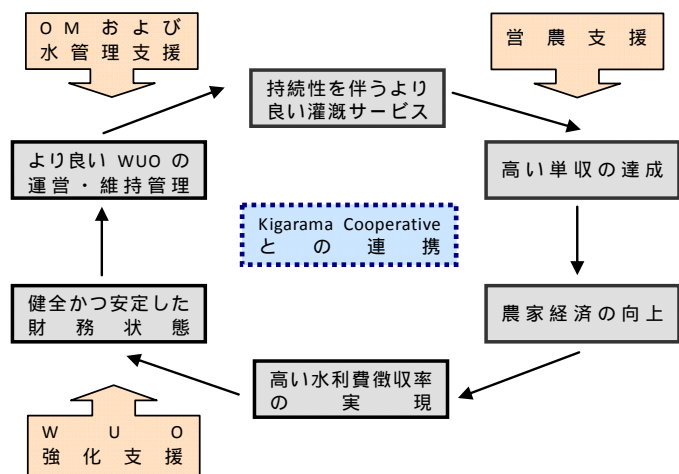 OMおよび
水管理支援
営農支援
持続性を伴うより
良い灌漑サービス
より良い WUO の
運営・維持管理
高い単収の達成
Kigarama Cooperative
との連携
健全かつ安定した
財務状態
農家経済の向上
高い水利費徴収率
の実現
WUO
強化支援